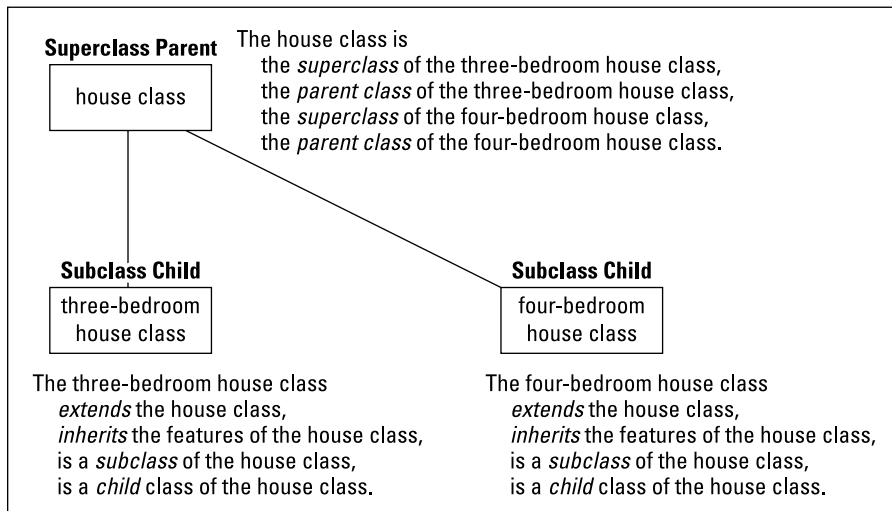 Superclass Parent
house class
The house class is
the superclass of the three-bedroom house class,
the parent class of the three-bedroom house class,
the superclass of the four-bedroom house class,
the parent class of the four-bedroom house class.
Subclass Child
three-bedroom
house class
The three-bedroom house class
extends the house class,
inherits the features of the house class,
is a subclass of the house class,
is a child class of the house class.
Subclass Child
four-bedroom
house class
The four-bedroom house class
extends the house class,
inherits the features of the house class,
is a subclass of the house class,
is a child class of the house class.